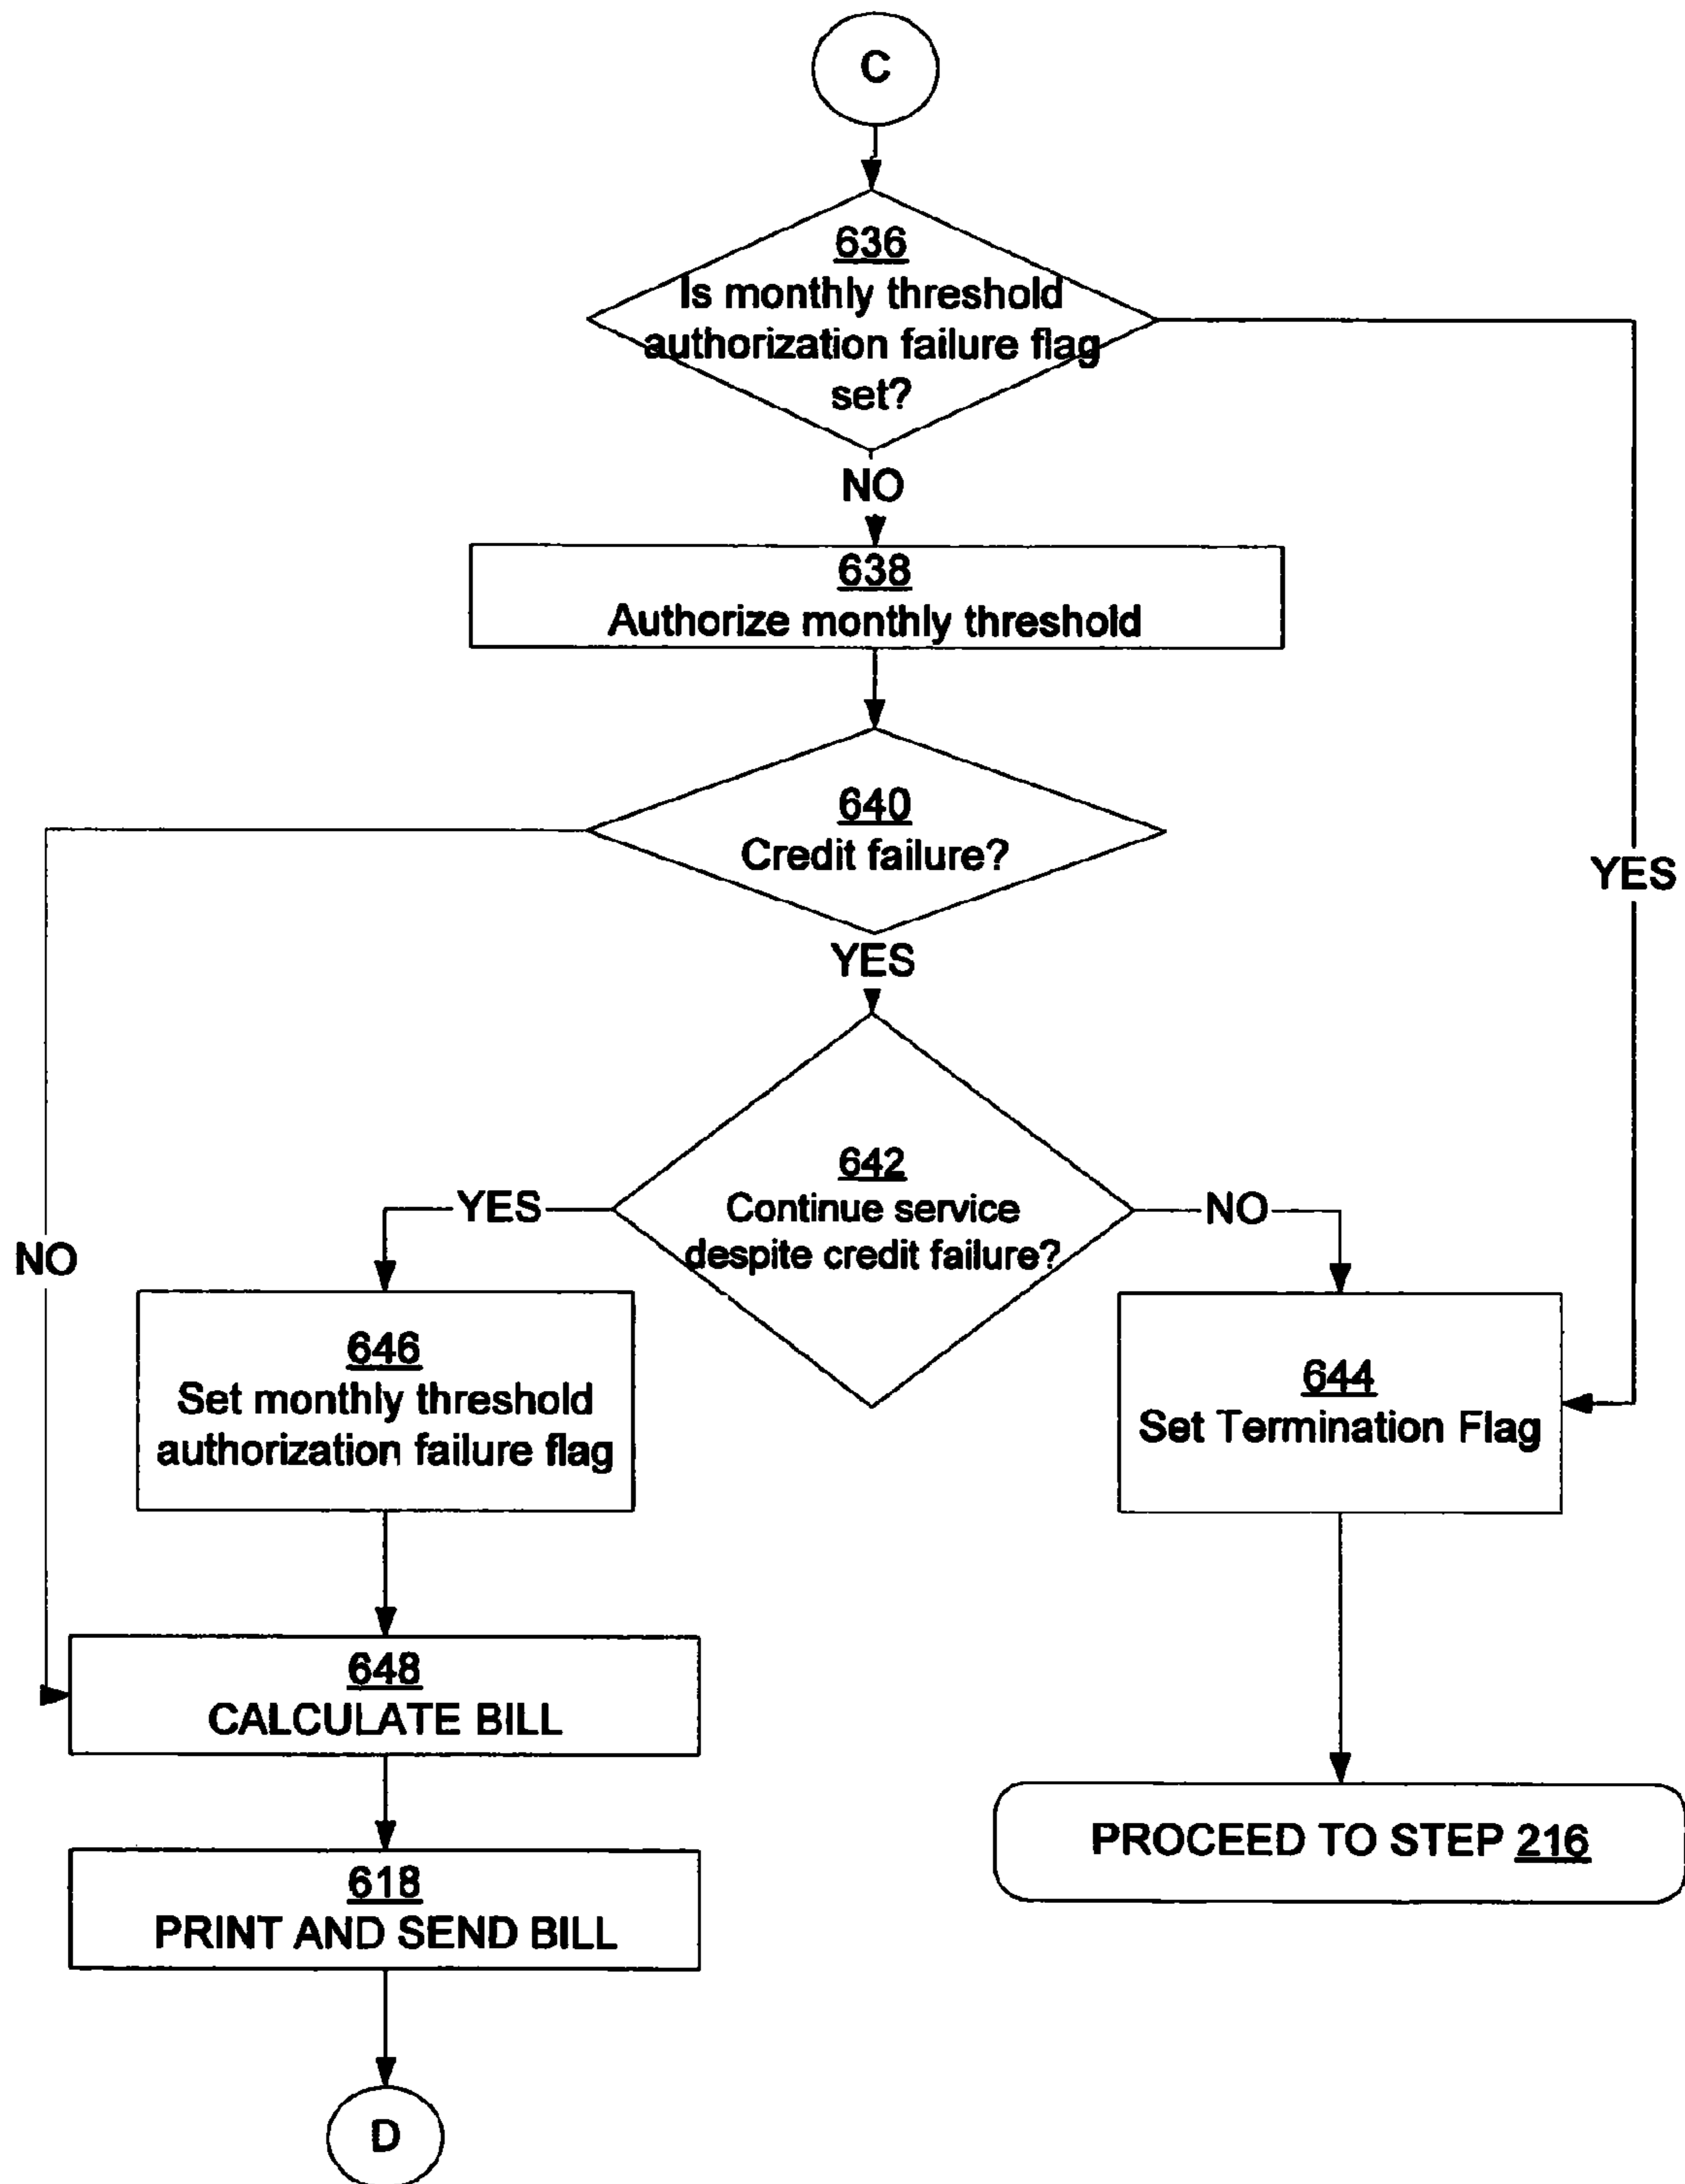 C
636
Is monthly threshold
authorization failure flag
set?
NO
638
Authorize monthly threshold
640
Credit failure?
YES
YES
642
Continue service
despite credit failure?
YES
NO
NO
646
Set monthly threshold
authorization failure flag
644
Set Termination Flag
648
CALCULATE BILL
PROCEED TO STEP 216
618
PRINT AND SEND BILL
D